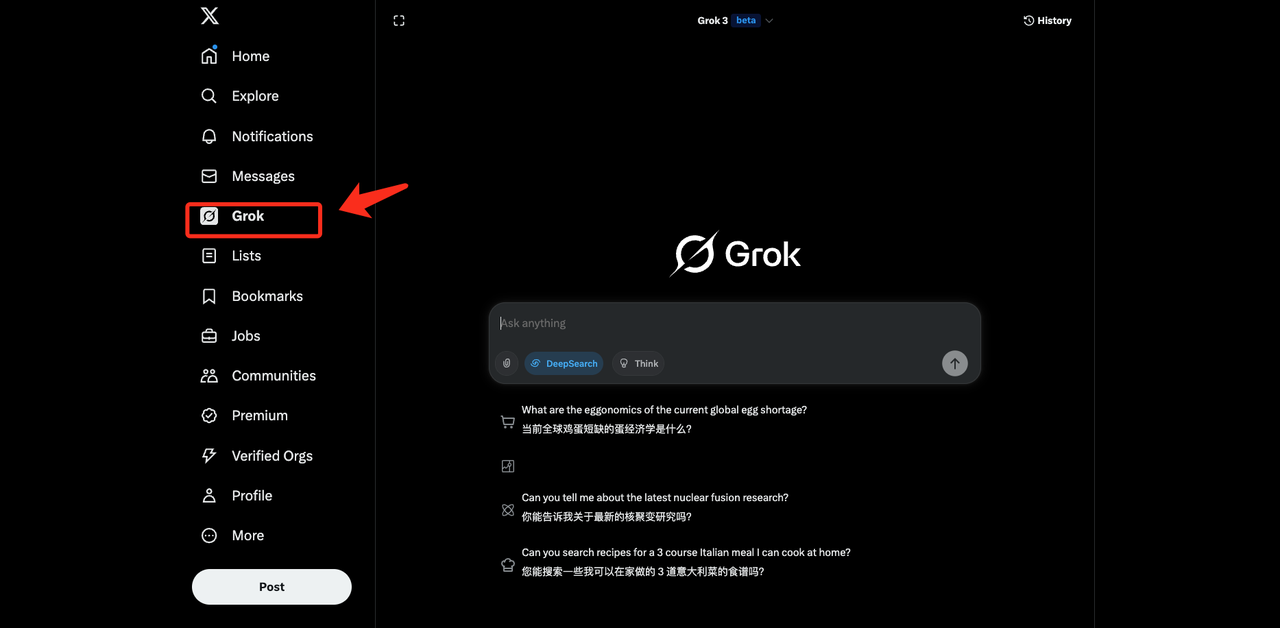 Home
Explore
Notifications
Messages
Grok
Lists
Bookmarks
Jobs
Communities
Premium
Verified Orgs
Profile
More
Post
Grok 3 beta
History
Grok
Ask anything
DeepSearch
Think
What are the eggonomics of the current global egg shortage?
当前全球鸡蛋短缺的蛋经济学是什么?
Can you tell me about the latest nuclear fusion research?
你能告诉我关于最新的核聚变研究吗?
Can you search recipes for a 3 course Italian meal I can cook at home?
您能搜索一些我可以在家做的 3 道意大利菜的食谱吗?